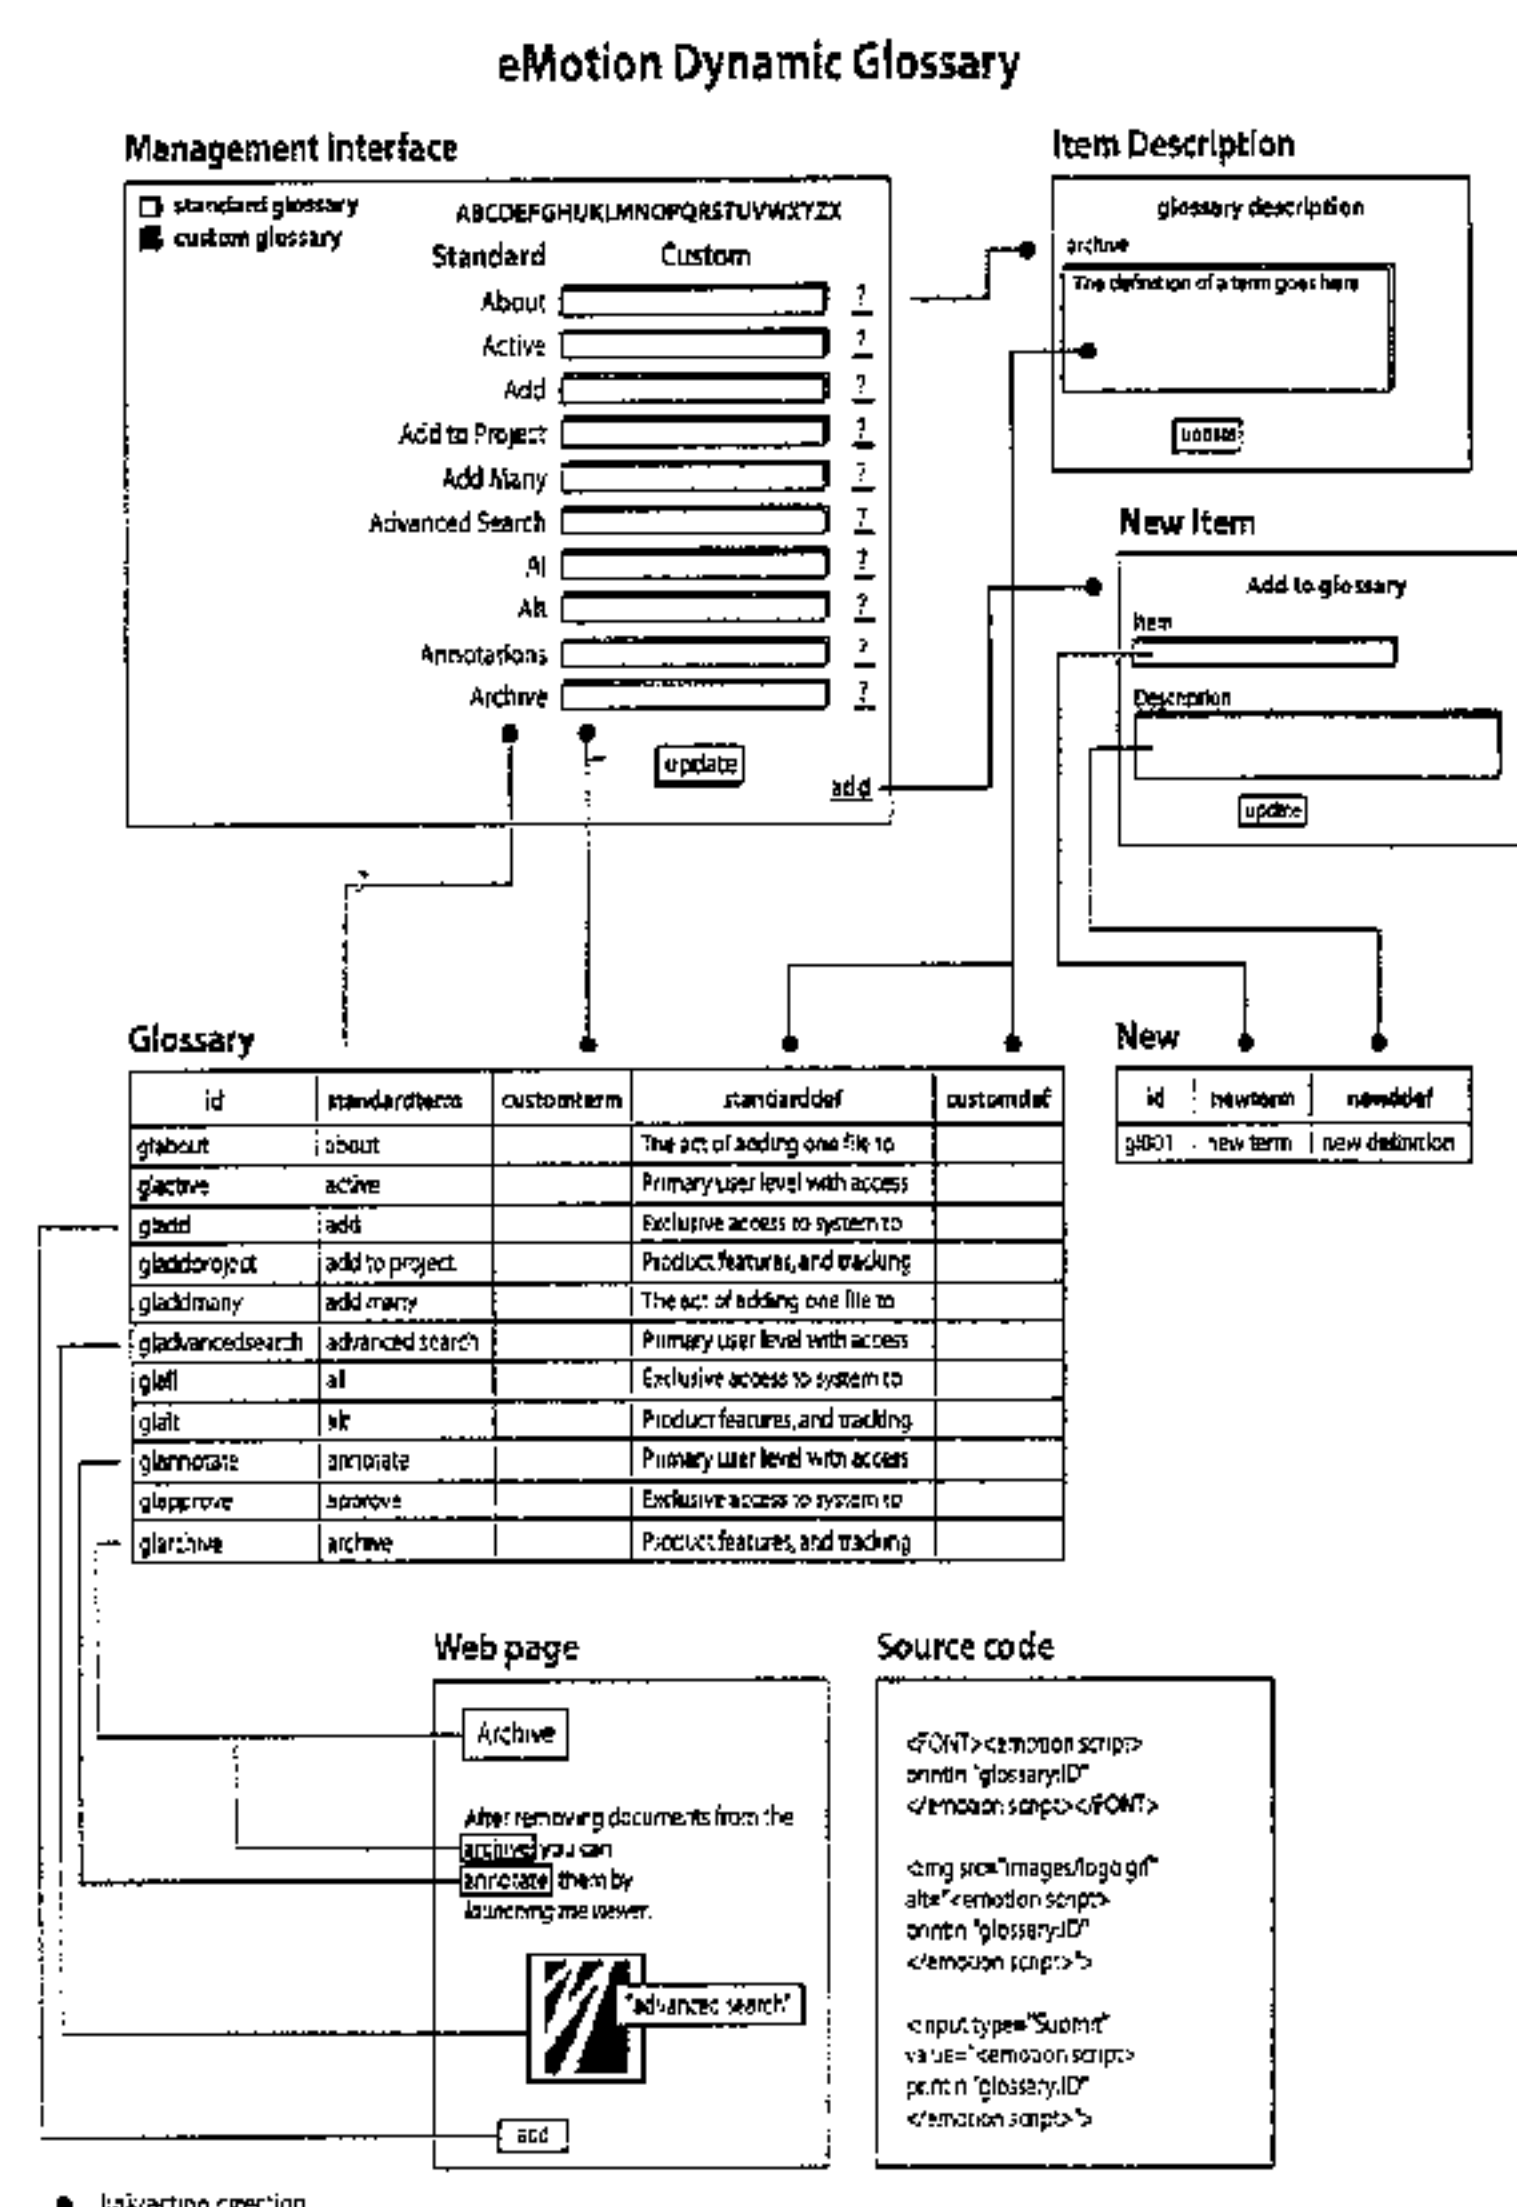 eMotion Dynamic Glossary
Management interface
standard glossary
custom glossary
ABCDEFGHIJKLMNOPQRSTUVWXYZX
Standard Custom
About ?
Active ?
Add ?
Add to Project ?
Add Many ?
Advanced Search ?
Al ?
Alt ?
Annotations ?
Archive ?
update
add
Item Description
glossary description
archive
The definition of a term goes here
update
New Item
Add to glossary
Item
Description
update
Glossary
id standardterm customterm standarddef customdef
glabout about The act of adding one file to
glactive active Primary user level with access
gladd add Exclusive access to system to
gladdproject add to project Product features, and tracking
gladdmany add many The act of adding one file to
gladvancedsearch advanced search Primary user level with access
glall all Exclusive access to system to
glalt alt Product features, and tracking
glannotate annotate Primary user level with access
glapprove approve Exclusive access to system to
glarchive archive Product features, and tracking
New
id newterm newddef
gl001 new term new definition
Web page
Archive
After removing documents from the
archive you can
annotate them by
launching the viewer.
"advanced search"
add
Source code
<FONT><emotion script>
println "glossary:ID"
</emotion script></FONT>
<img src="images/logo.gif"
alt="<emotion script>
println "glossary:ID"
</emotion script>">
<input type="Submit"
value="<emotion script>
println "glossary:ID"
</emotion script>">